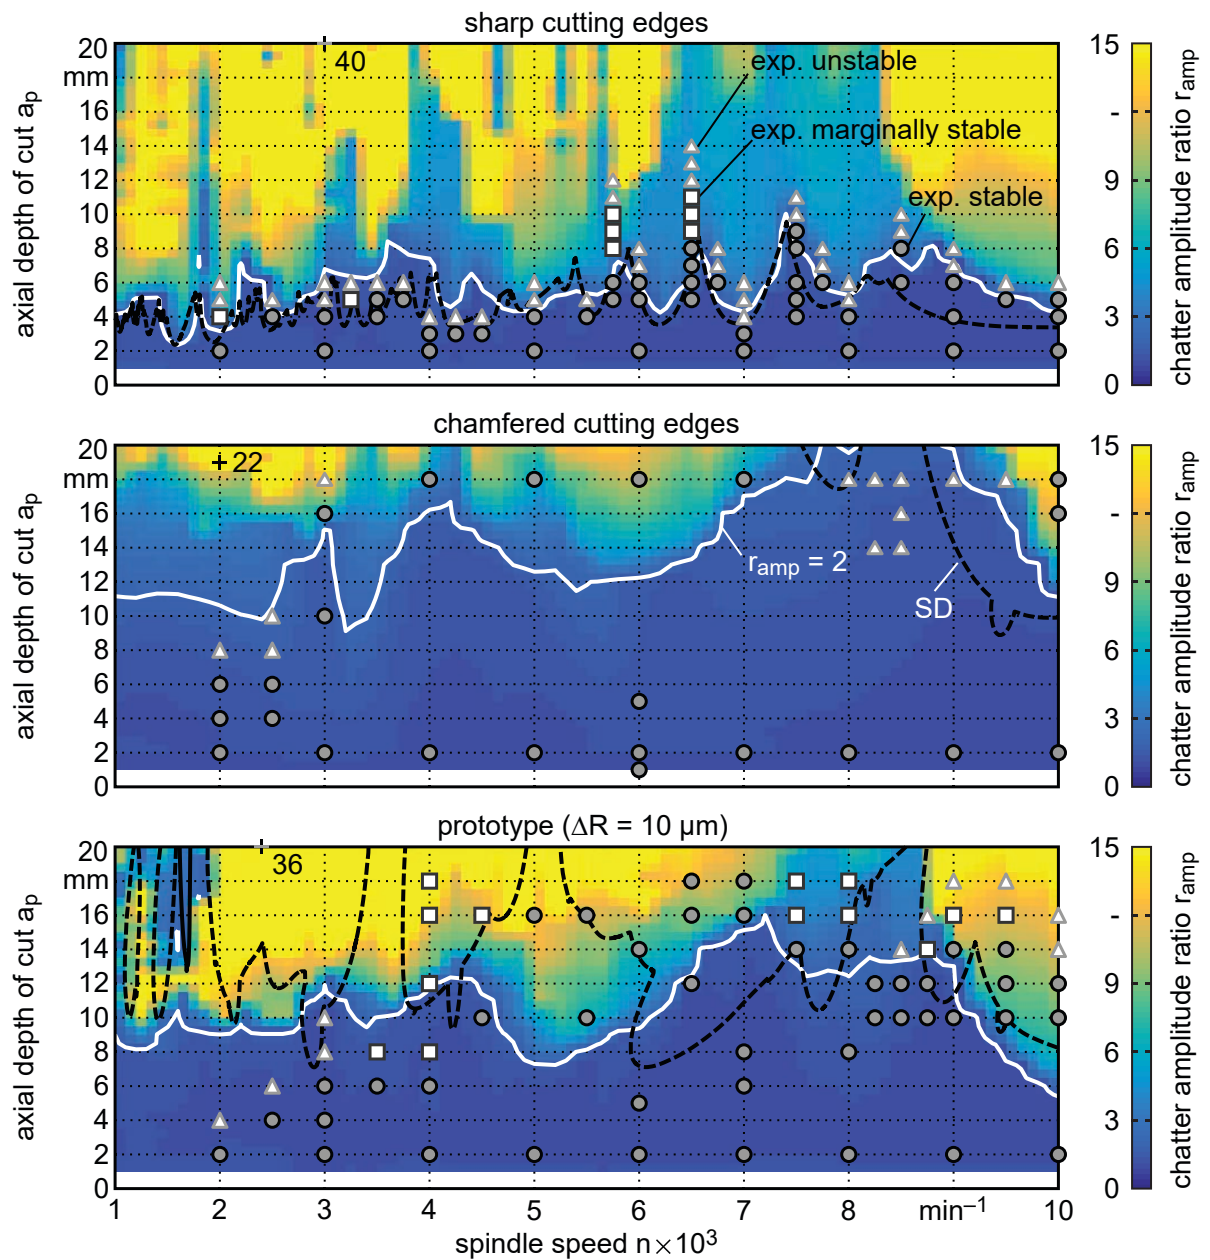 sharp cutting edges
20
mm
16
14
12
10
8
6
4
2
0
axial depth of cut aₚ
40
exp. unstable
exp. marginally stable
exp. stable
15
-
9
6
3
0
chatter amplitude ratio rₐₘₚ
chamfered cutting edges
20
mm
16
14
12
10
8
6
4
2
0
axial depth of cut aₚ
22
rₐₘₚ = 2
SD
15
-
9
6
3
0
chatter amplitude ratio rₐₘₚ
prototype (ΔR = 10 µm)
20
mm
16
14
12
10
8
6
4
2
0
axial depth of cut aₚ
36
15
-
9
6
3
0
chatter amplitude ratio rₐₘₚ
1 2 3 4 5 6 7 8 min⁻¹ 10
spindle speed n×10³